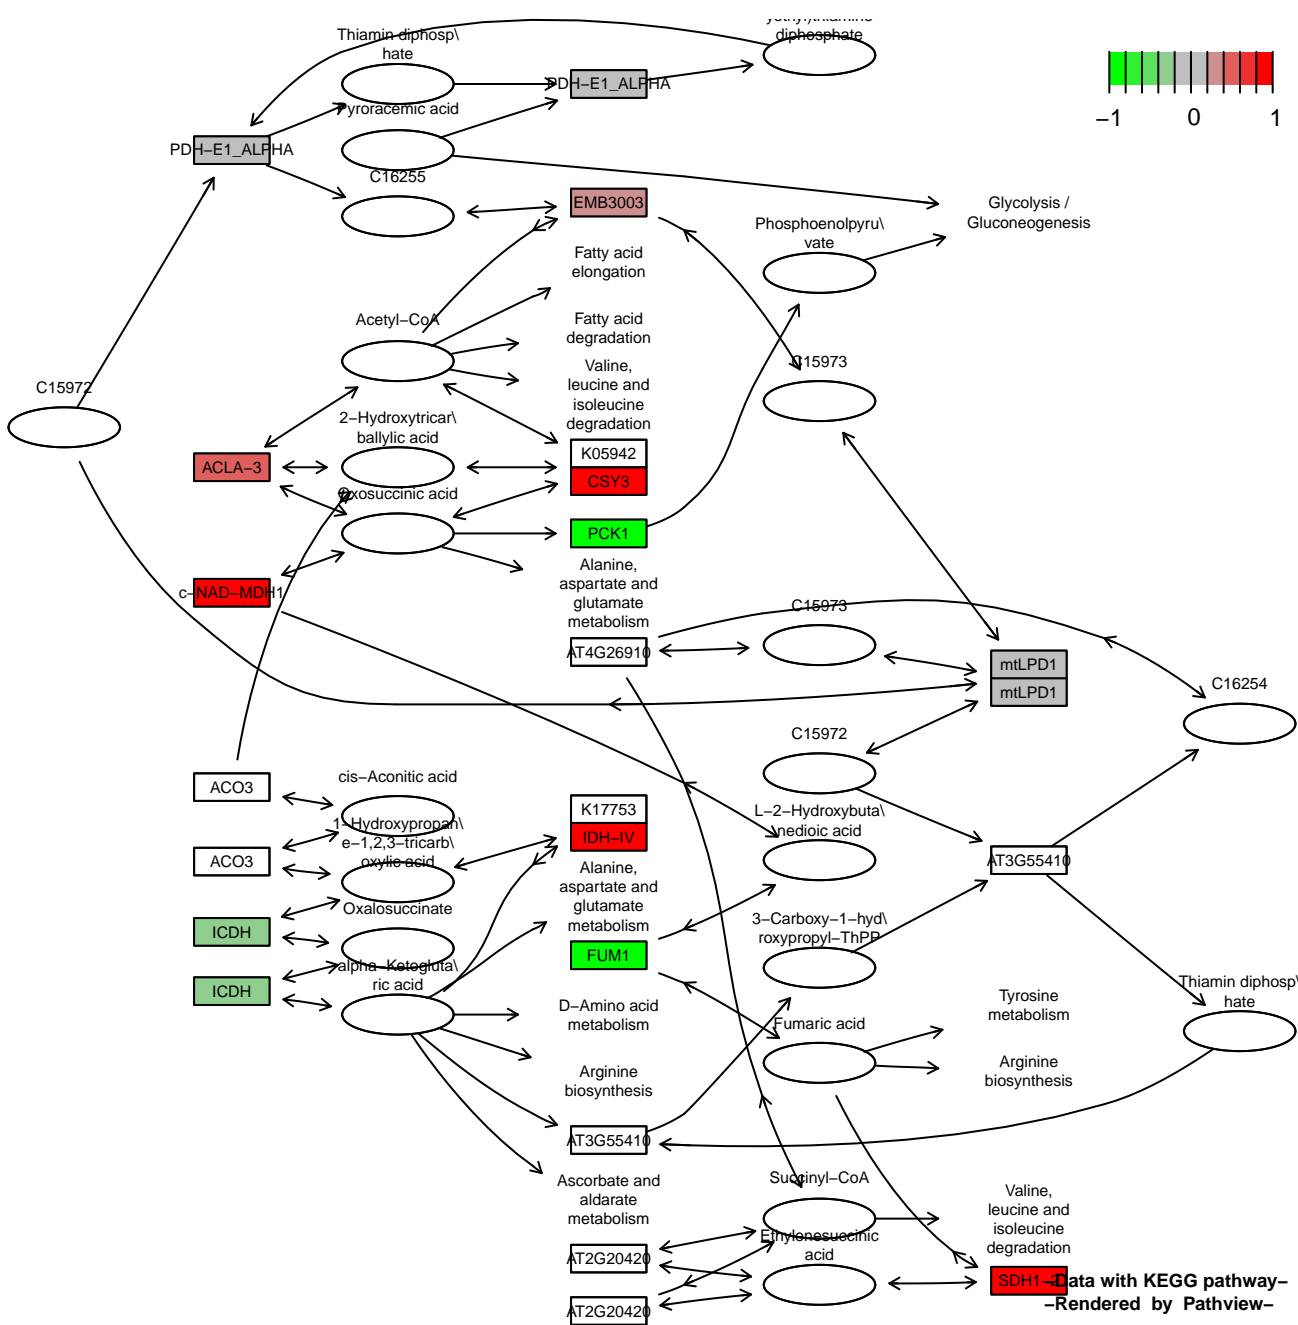 yethyl)thiamine
diphosphate
Thiamin diphosp\
hate
PDH−E1_ALPHA
−1
0
1
Pyroracemic acid
PDH−E1_ALPHA
C16255
EMB3003
Glycolysis /
Gluconeogenesis
Phosphoenolpyru\
vate
Fatty acid
elongation
Acetyl−CoA
Fatty acid
degradation
C15973
C15972
Valine,
leucine and
isoleucine
degradation
2−Hydroxytricar\
ballylic acid
K05942
ACLA−3
CSY3
Oxosuccinic acid
PCK1
Alanine,
aspartate and
glutamate
metabolism
c−NAD−MDH1
C15973
AT4G26910
mtLPD1
mtLPD1
C16254
C15972
cis−Aconitic acid
ACO3
K17753
IDH−IV
L−2−Hydroxybuta\
nedioic acid
1−Hydroxypropan\
e−1,2,3−tricarb\
oxylic acid
ACO3
AT3G55410
Alanine,
aspartate and
glutamate
metabolism
Oxalosuccinate
ICDH
3−Carboxy−1−hyd\
roxypropyl−ThPP
FUM1
alpha−Ketogluta\
ric acid
ICDH
Thiamin diphosp\
hate
D−Amino acid
metabolism
Fumaric acid
Tyrosine
metabolism
Arginine
biosynthesis
Arginine
biosynthesis
AT3G55410
Ascorbate and
aldarate
metabolism
Succinyl−CoA
Valine,
leucine and
isoleucine
degradation
Ethylenesuccinic
acid
AT2G20420
SDH1−2
−Data with KEGG pathway−
−Rendered by Pathview−
AT2G20420